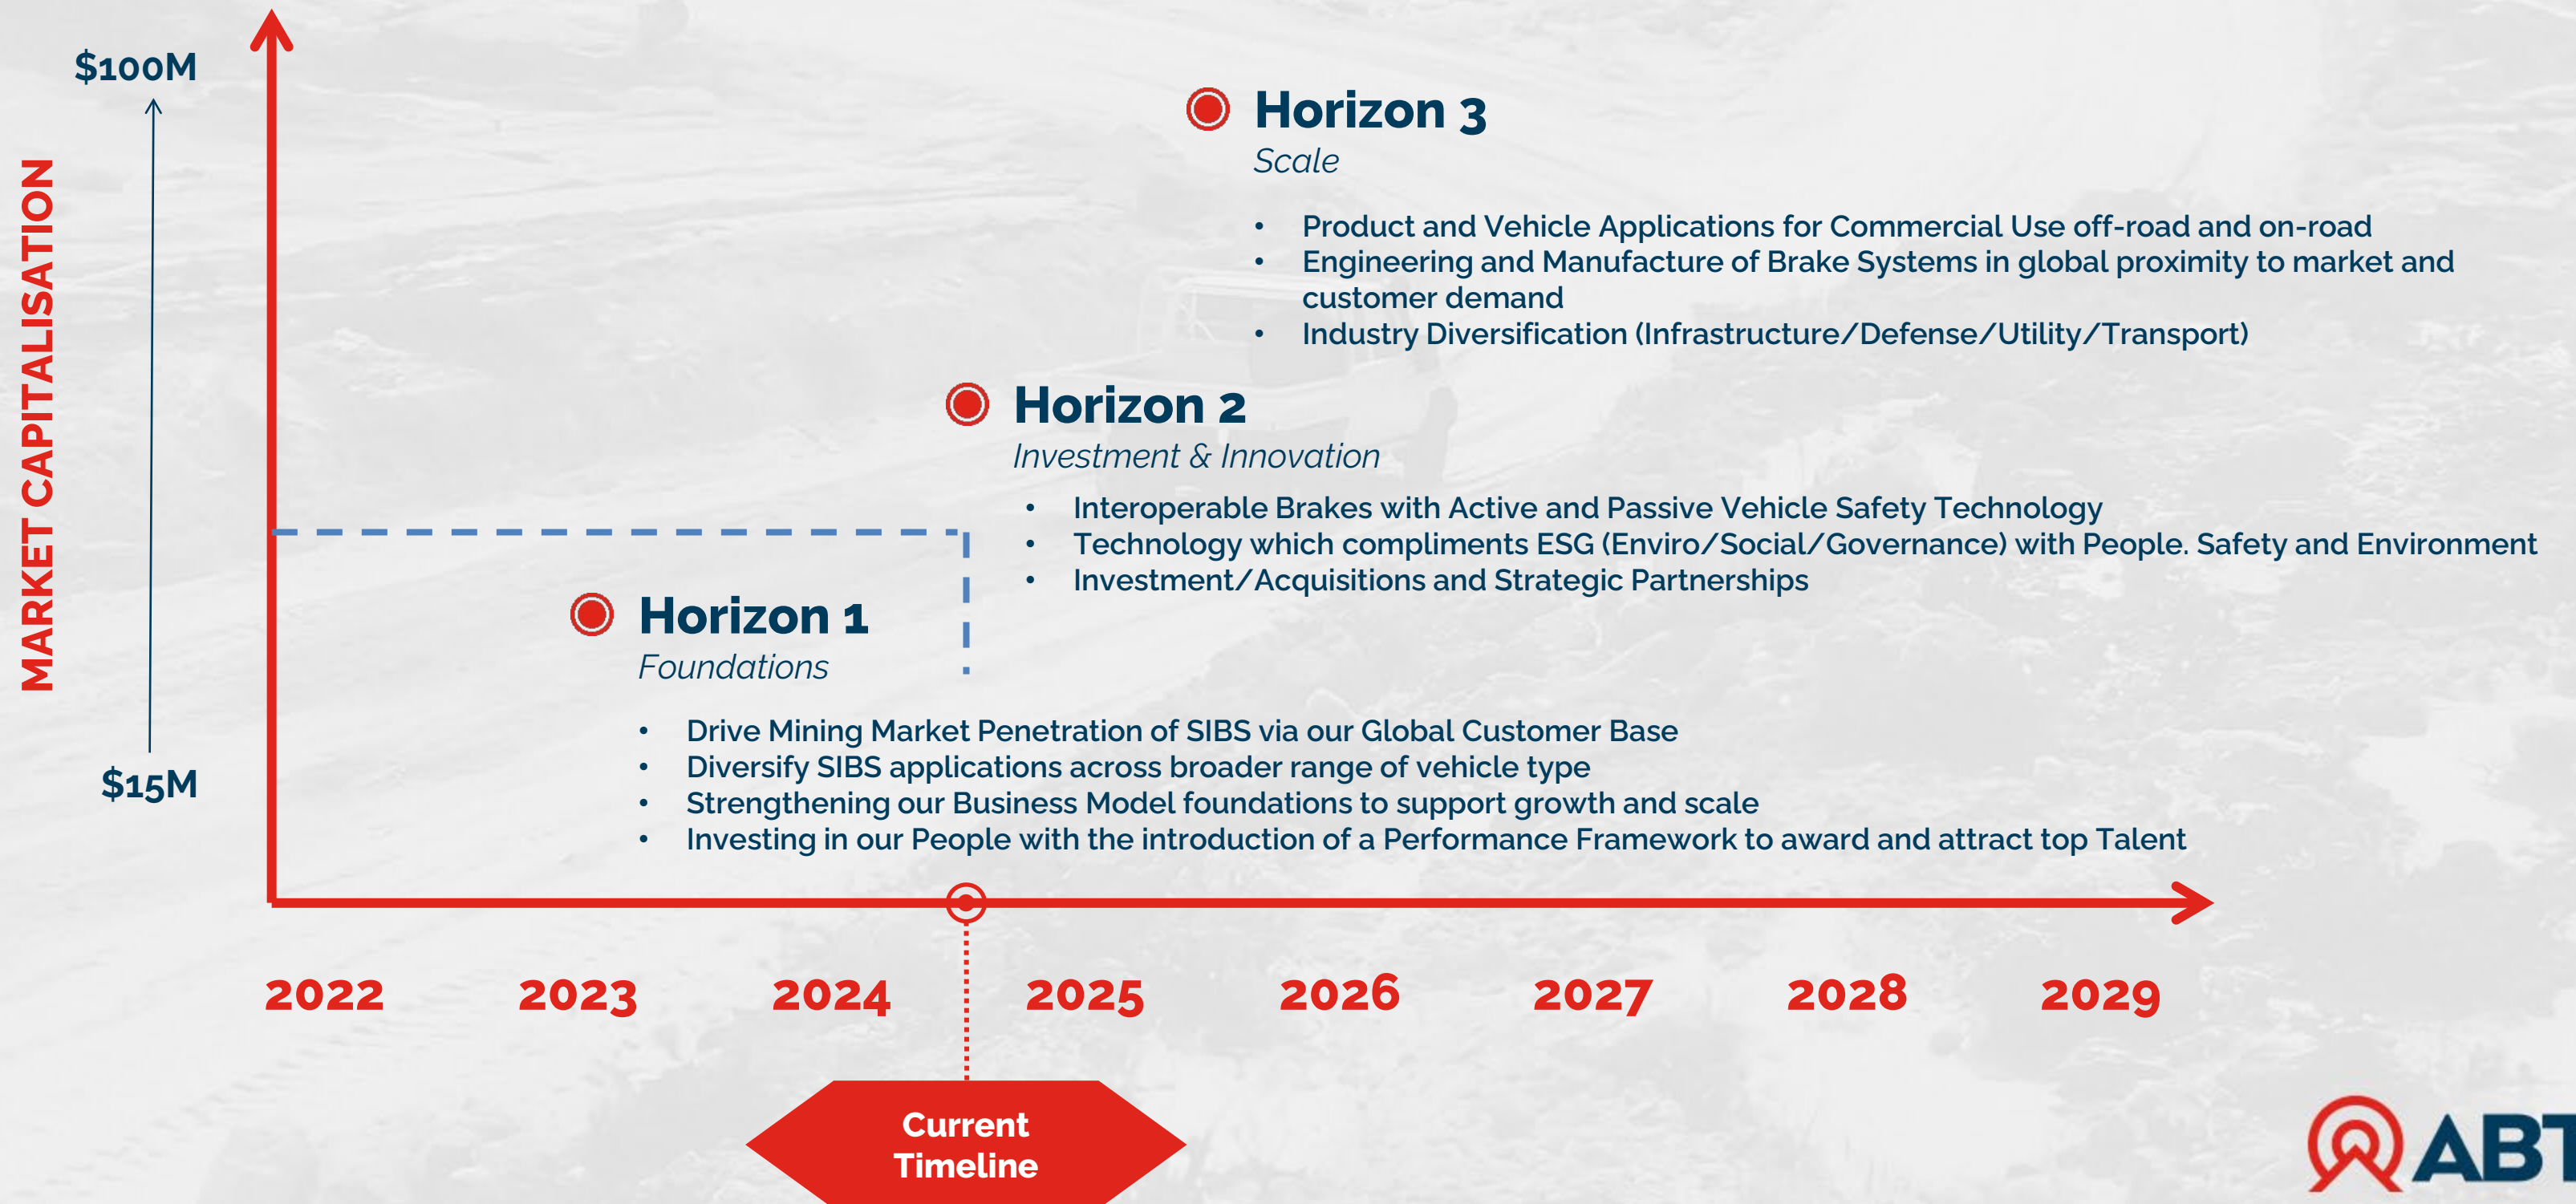 $100M
MARKET CAPITALISATION
$15M
Horizon 3
Scale
• Product and Vehicle Applications for Commercial Use off-road and on-road
• Engineering and Manufacture of Brake Systems in global proximity to market and
customer demand
• Industry Diversification (Infrastructure/Defense/Utility/Transport)
Horizon 2
Investment & Innovation
• Interoperable Brakes with Active and Passive Vehicle Safety Technology
• Technology which compliments ESG (Enviro/Social/Governance) with People. Safety and Environment
• Investment/Acquisitions and Strategic Partnerships
Horizon 1
Foundations
• Drive Mining Market Penetration of SIBS via our Global Customer Base
• Diversify SIBS applications across broader range of vehicle type
• Strengthening our Business Model foundations to support growth and scale
• Investing in our People with the introduction of a Performance Framework to award and attract top Talent
2022 2023 2024 2025 2026 2027 2028 2029
Current
Timeline
ABT